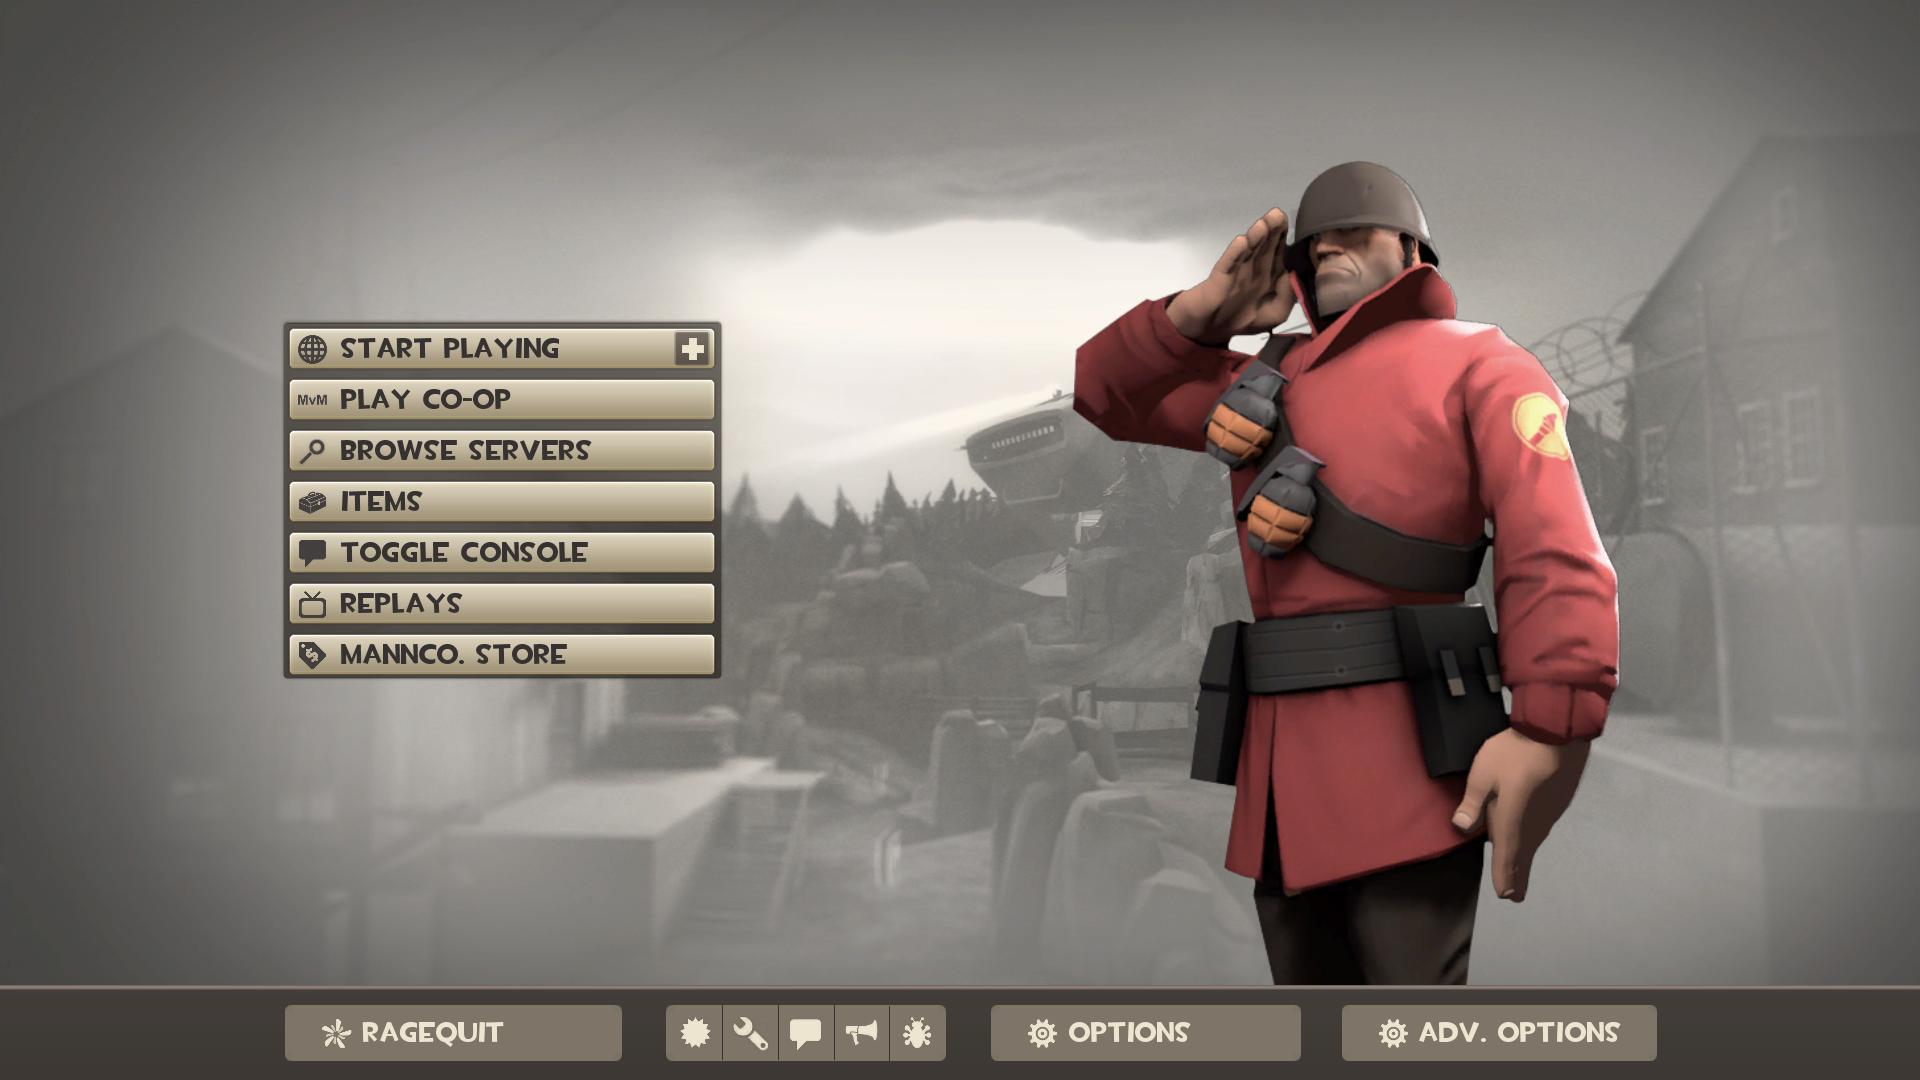 START PLAYING
MvM PLAY CO-OP
BROWSE SERVERS
ITEMS
TOGGLE CONSOLE
REPLAYS
MANNCO. STORE
RAGEQUIT
OPTIONS
ADV. OPTIONS